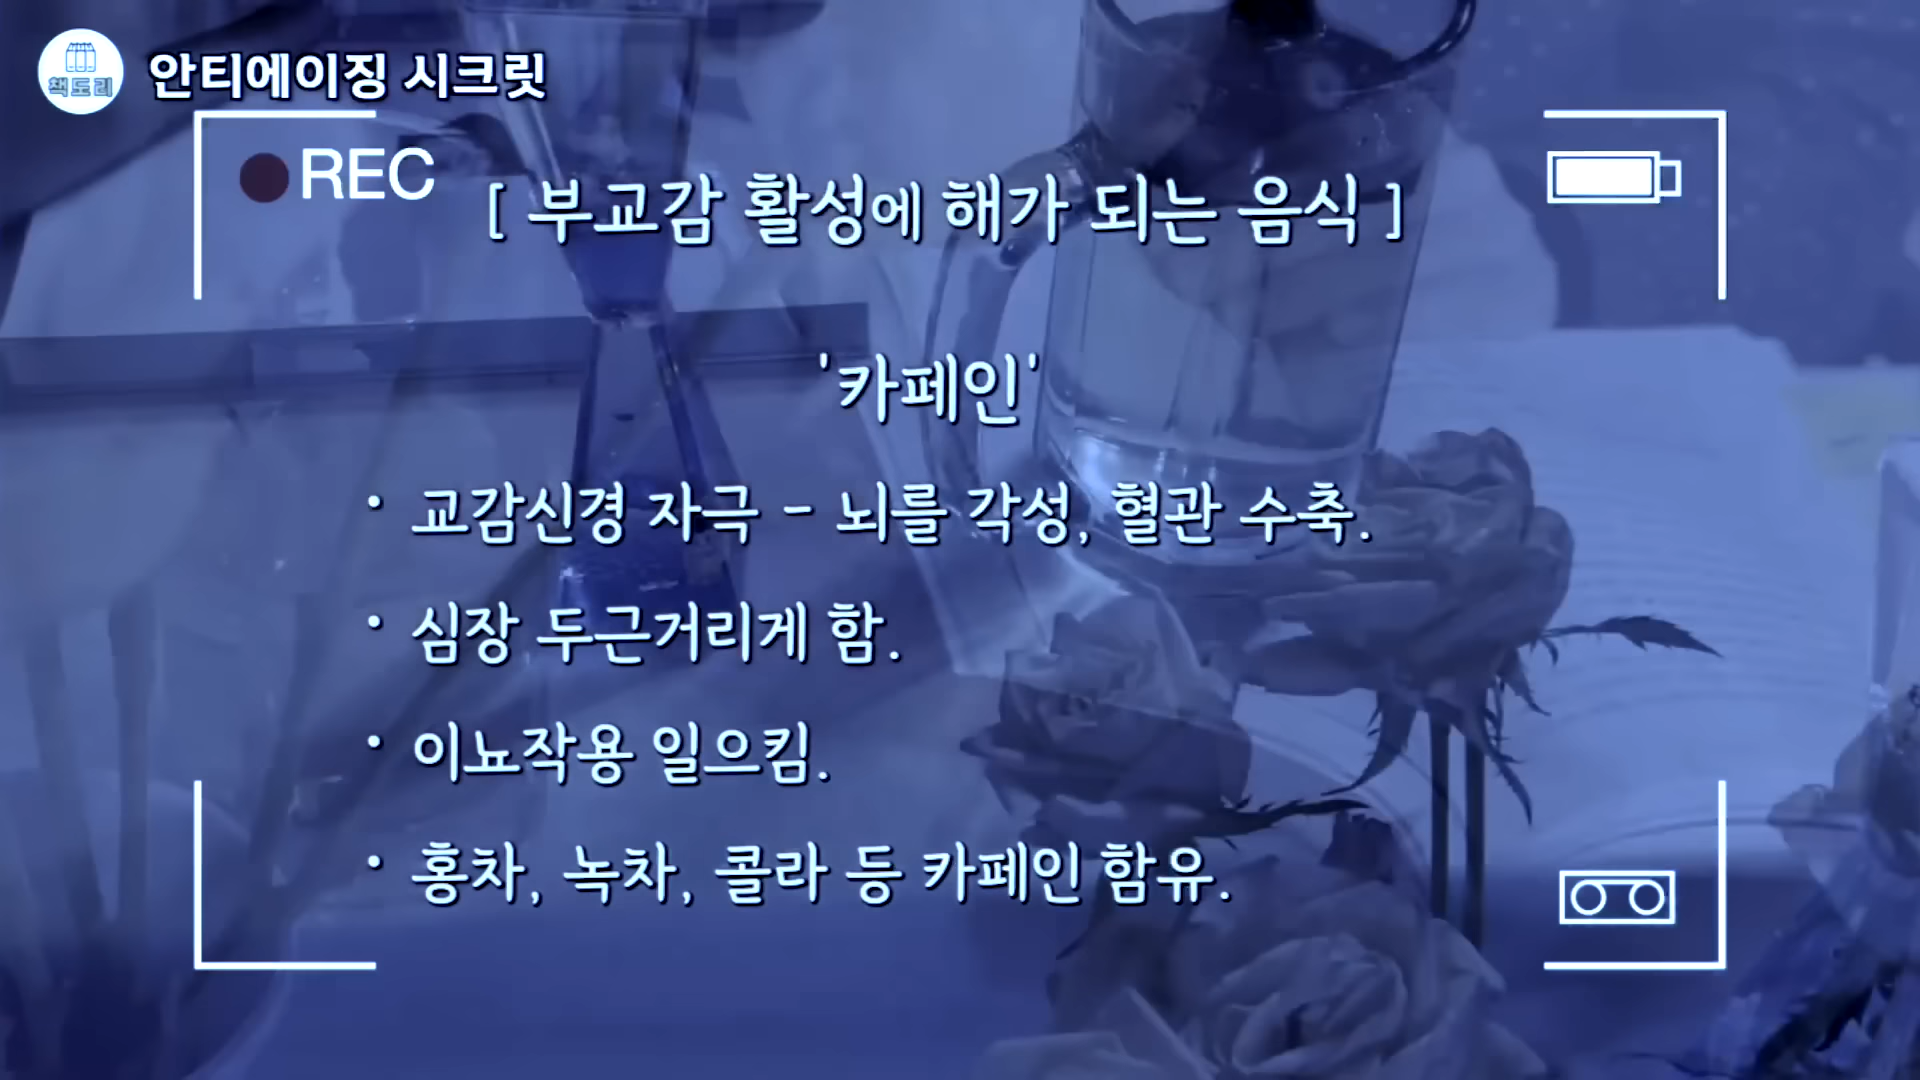 책도리
안티에이징 시크릿
REC
[ 부교감 활성에 해가 되는 음식 ]
'카페인'
· 교감신경 자극 - 뇌를 각성, 혈관 수축.
· 심장 두근거리게 함.
· 이뇨작용 일으킴.
· 홍차, 녹차, 콜라 등 카페인 함유.